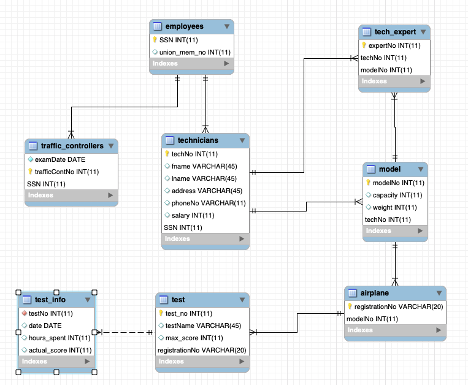 employees
SSN INT(11)
union_mem_no INT(11)
Indexes
tech_expert
expertNo INT(11)
techNo INT(11)
modelNo INT(11)
Indexes
traffic_controllers
examDate DATE
trafficContNo INT(11)
SSN INT(11)
Indexes
technicians
techNo INT(11)
fname VARCHAR(45)
lname VARCHAR(45)
address VARCHAR(45)
phoneNo VARCHAR(11)
salary INT(11)
SSN INT(11)
Indexes
model
modelNo INT(11)
capacity INT(11)
weight INT(11)
techNo INT(11)
Indexes
test_info
testNo INT(11)
date DATE
hours_spent INT(11)
actual_score INT(11)
Indexes
test
test_no INT(11)
testName VARCHAR(45)
max_score INT(11)
registrationNo VARCHAR(20)
Indexes
airplane
registrationNo VARCHAR(20)
modelNo INT(11)
Indexes